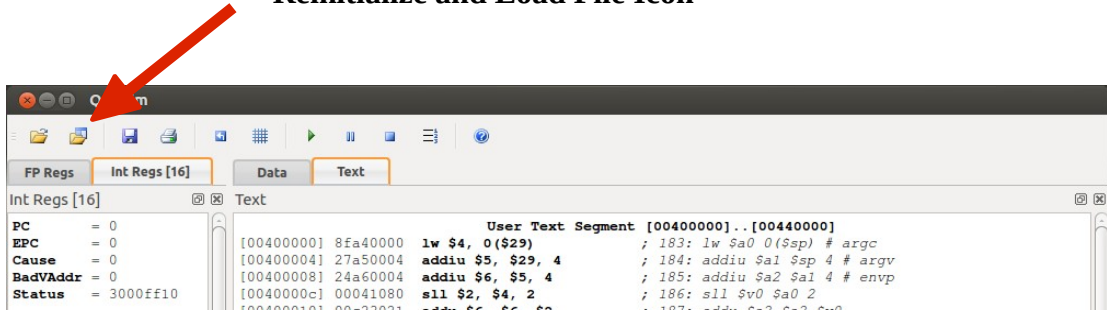 Reinitialize and Load File Icon
FP Regs Int Regs [16] Data Text
Int Regs [16] Text
PC = 0 User Text Segment [00400000]..[00440000]
EPC = 0 [00400000] 8fa40000 lw $4, 0($29) ; 183: lw $a0 0($sp) # argc
Cause = 0 [00400004] 27a50004 addiu $5, $29, 4 ; 184: addiu $a1 $sp 4 # argv
BadVAddr = 0 [00400008] 24a60004 addiu $6, $5, 4 ; 185: addiu $a2 $a1 4 # envp
Status = 3000ff10 [0040000c] 00041080 sll $2, $4, 2 ; 186: sll $v0 $a0 2